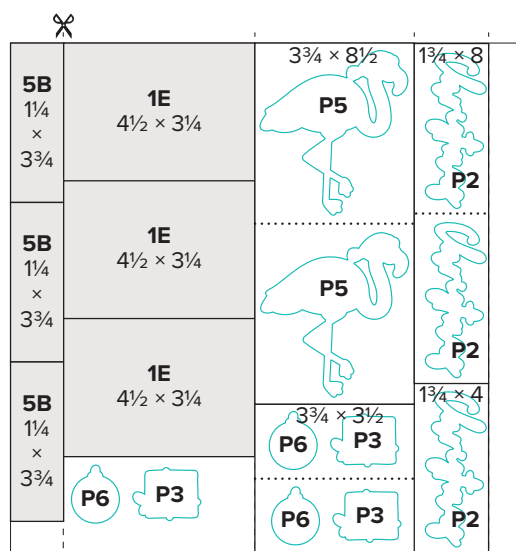 5B
1¼
×
3¾
5B
1¼
×
3¾
5B
1¼
×
3¾
1E
4½ × 3¼
1E
4½ × 3¼
1E
4½ × 3¼
P6
P3
3¾ × 8½
P5
P5
3¾ × 3½
P6
P3
P6
P3
1¾ × 8
P2
P2
1¾ × 4
P2